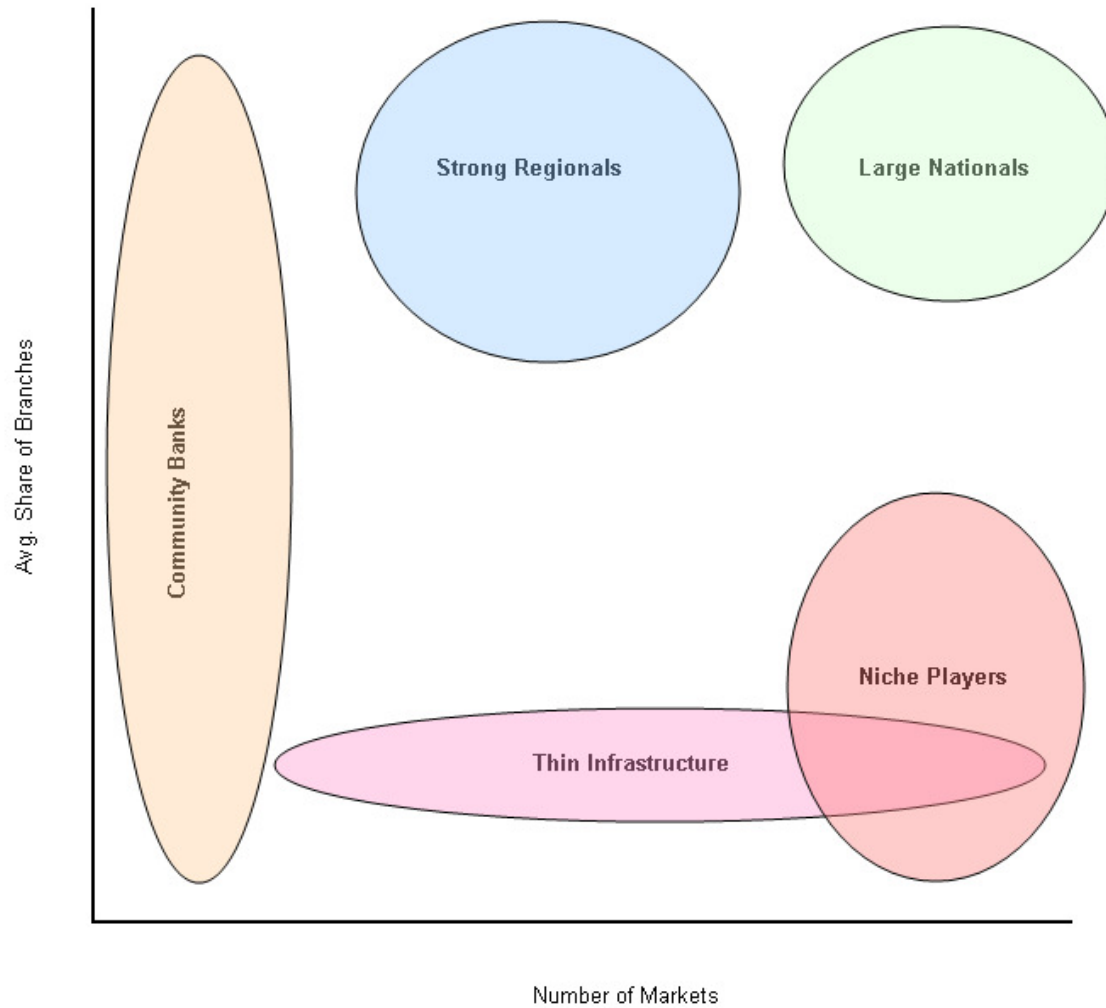 Strong Regionals
Large Nationals
Avg. Share of Branches
Community Banks
Niche Players
Thin Infrastructure
Number of Markets